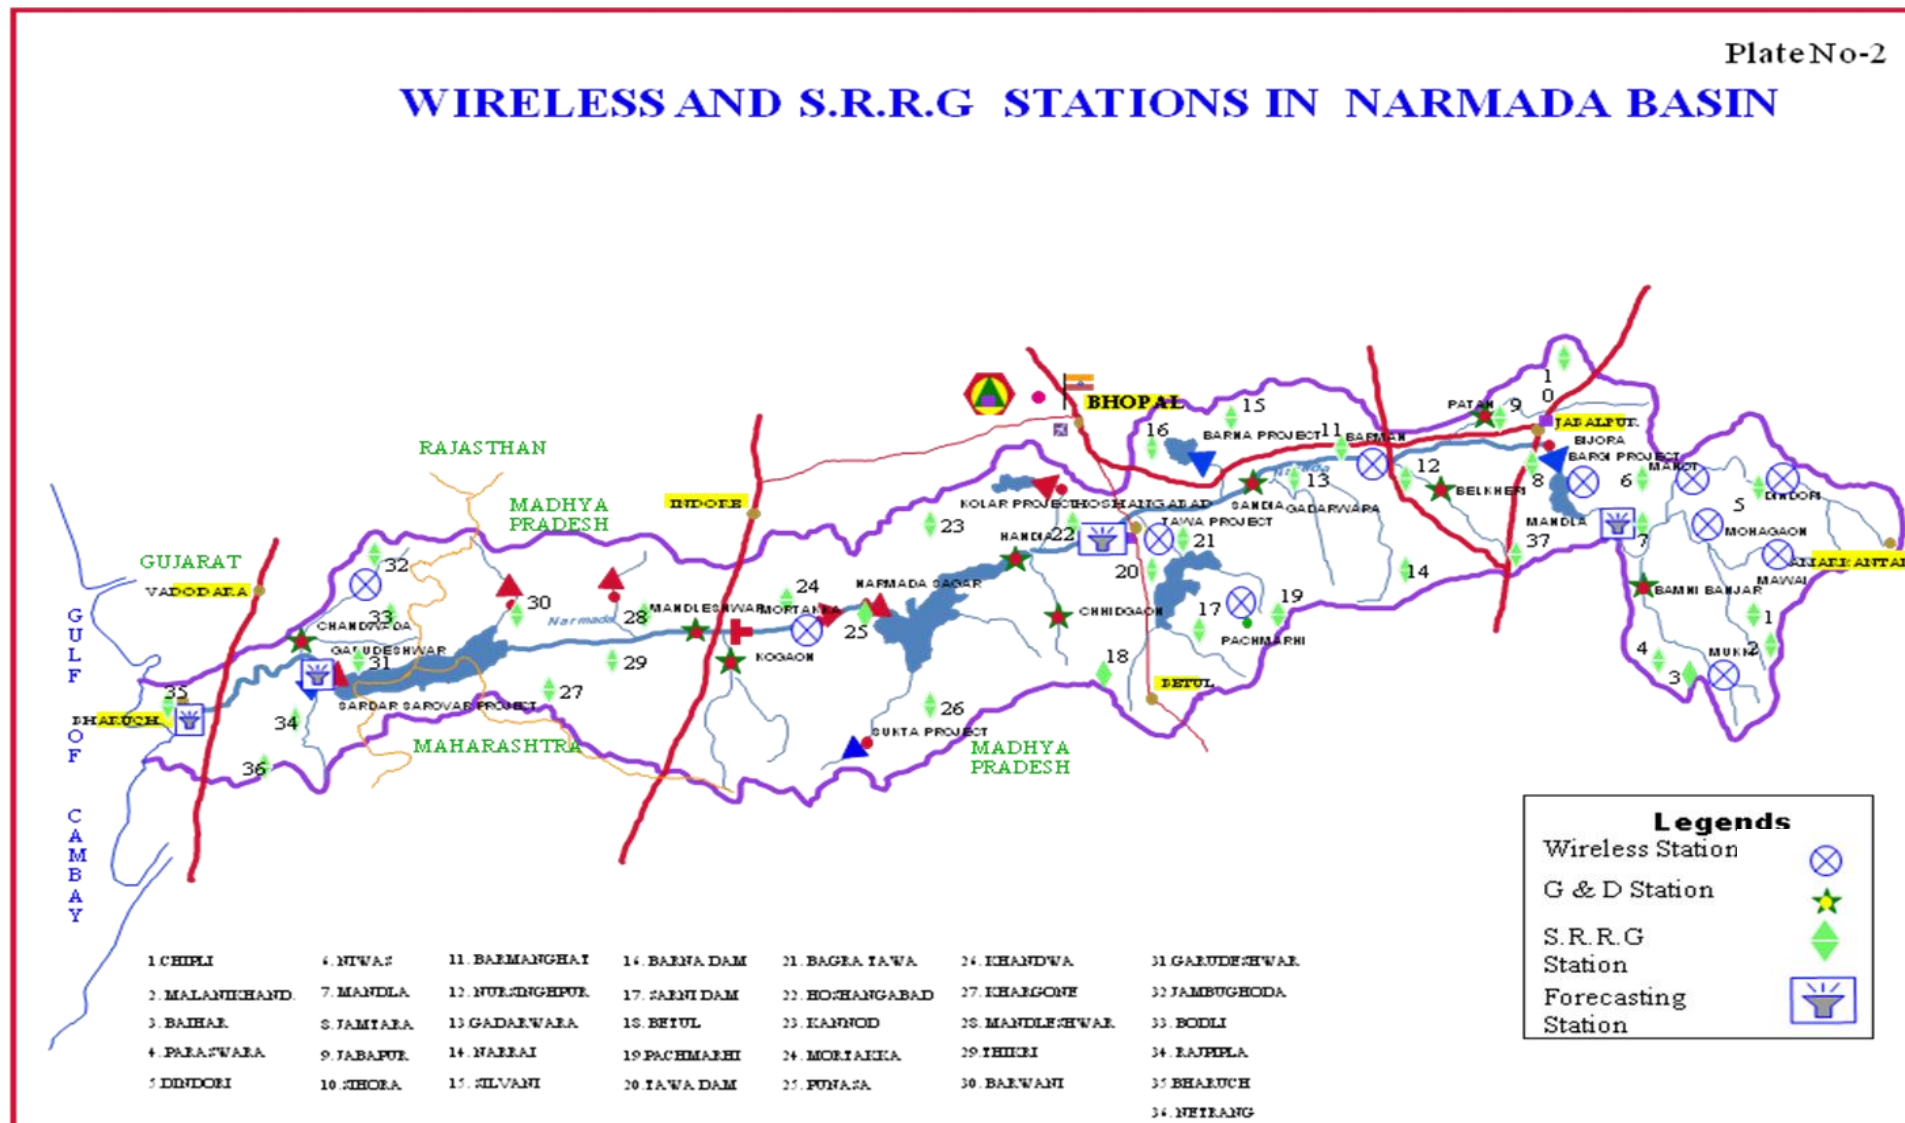 Plate No-2
WIRELESS AND S.R.R.G STATIONS IN NARMADA BASIN
BHOPAL
RAJASTHAN
MADHYA
PRADESH
GUJARAT
VADODARA
INDORE
GULF OF CAMBAY
BHARUCH
CHANDWADA
GARUDESHWAR
SARDAR SAROVAR PROJECT
MAHARASHTRA
Narmada
MANDLESHWAR
MORTAKKA
KOGAON
NARMADA SAGAR
SUKTA PROJECT
MADHYA
PRADESH
HANDIA
CHHIDGAON
KOLAR PROJECT
HOSHANGABAD
TAWA PROJECT
BETUL
PACHMARHI
BARNA PROJECT
SANDIA
GADARWARA
Narmada
BARMAN
BELKHERI
PATAN
JABALPUR
BIJORA
BARGI PROJECT
MANDLA
MANOT
DINDORI
MOHAGAON
AMARKANTAK
MAWAI
BAMNI BANJAR
MUKKI
1
2
3
4
5
6
7
8
9
10
11
12
13
14
15
16
17
18
19
20
21
22
23
24
25
26
27
28
29
30
31
32
33
34
35
36
37
Legends
Wireless Station
G & D Station
S.R.R.G
Station
Forecasting
Station
1 CHIPLI
2. MALANJKHAND.
3. BAIHAR
4. PARASWARA
5 DINDORI
6. NIWAS
7. MANDLA
8. JAMTARA
9. JABAPUR
10. SIHORA
11. BARMANGHAT
12. NURSINGHPUR
13 GADARWARA
14. NARRAI
15. SILVANI
16. BARNA DAM
17. SARNI DAM
18. BETUL
19 PACHMARHI
20. TAWA DAM
21. BAGRA TAWA
22. HOSHANGABAD
23. KANNOD
24. MORTAKKA
25. PUNASA
26. KHANDWA
27. KHARGONE
28. MANDLESHWAR
29. THIKRI
30. BARWANI
31 GARUDESHWAR
32 JAMBUGHODA
33. BODLI
34. RAJPIPLA
35 BHARUCH
36. NETRANG